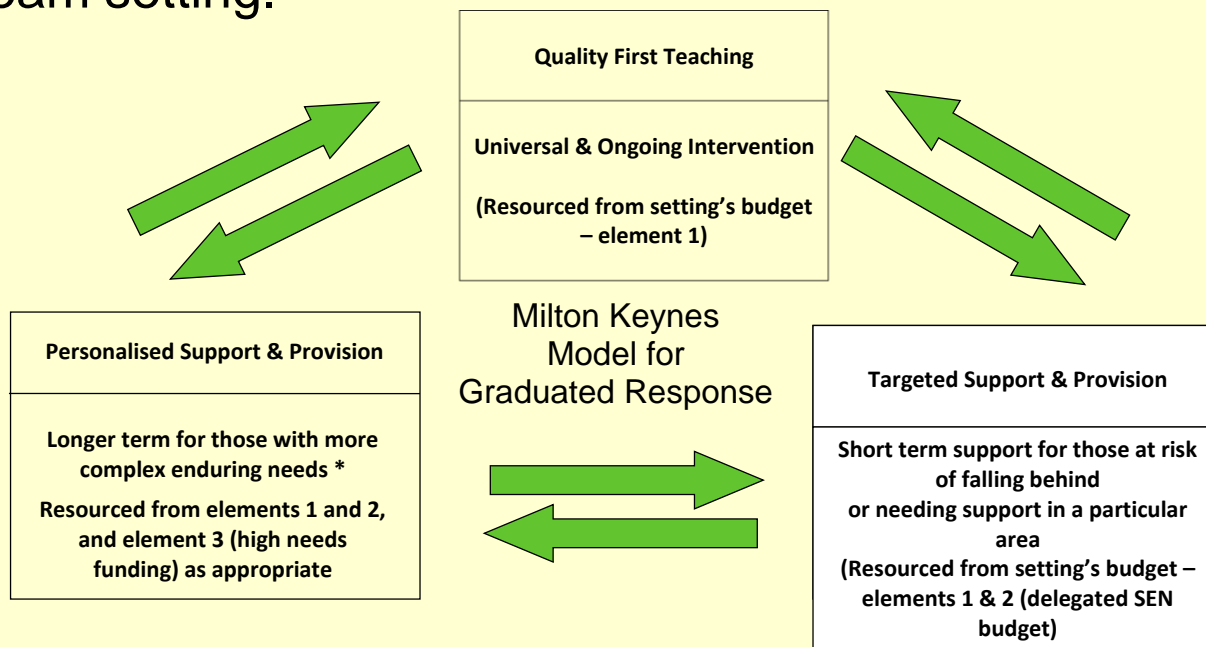 setting.
Quality First Teaching
Universal & Ongoing Intervention
(Resourced from setting's budget
– element 1)
Milton Keynes
Model for
Graduated Response
Personalised Support & Provision
Longer term for those with more
complex enduring needs *
Resourced from elements 1 and 2,
and element 3 (high needs
funding) as appropriate
Targeted Support & Provision
Short term support for those at risk
of falling behind
or needing support in a particular
area
(Resourced from setting's budget –
elements 1 & 2 (delegated SEN
budget)